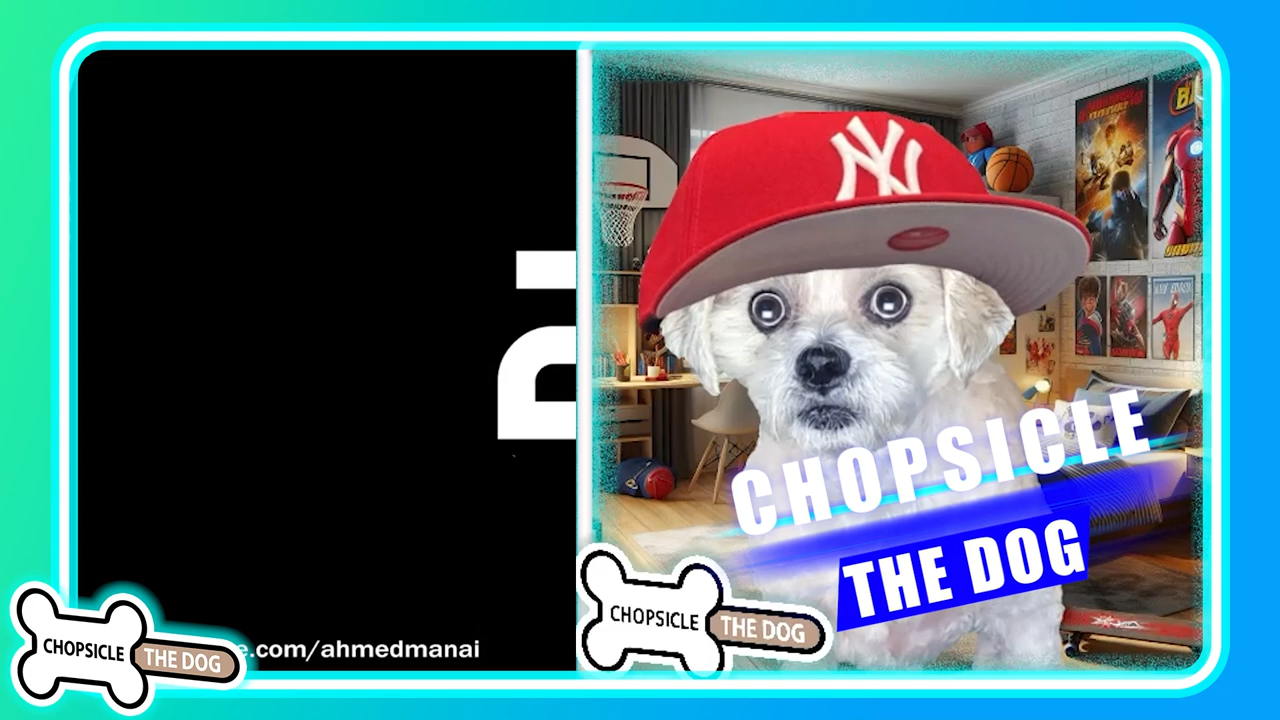 e.com/ahmedmanai
CHOPSICLE
THE DOG
NY
CHOPSICLE
THE DOG
CHOPSICLE
THE DOG